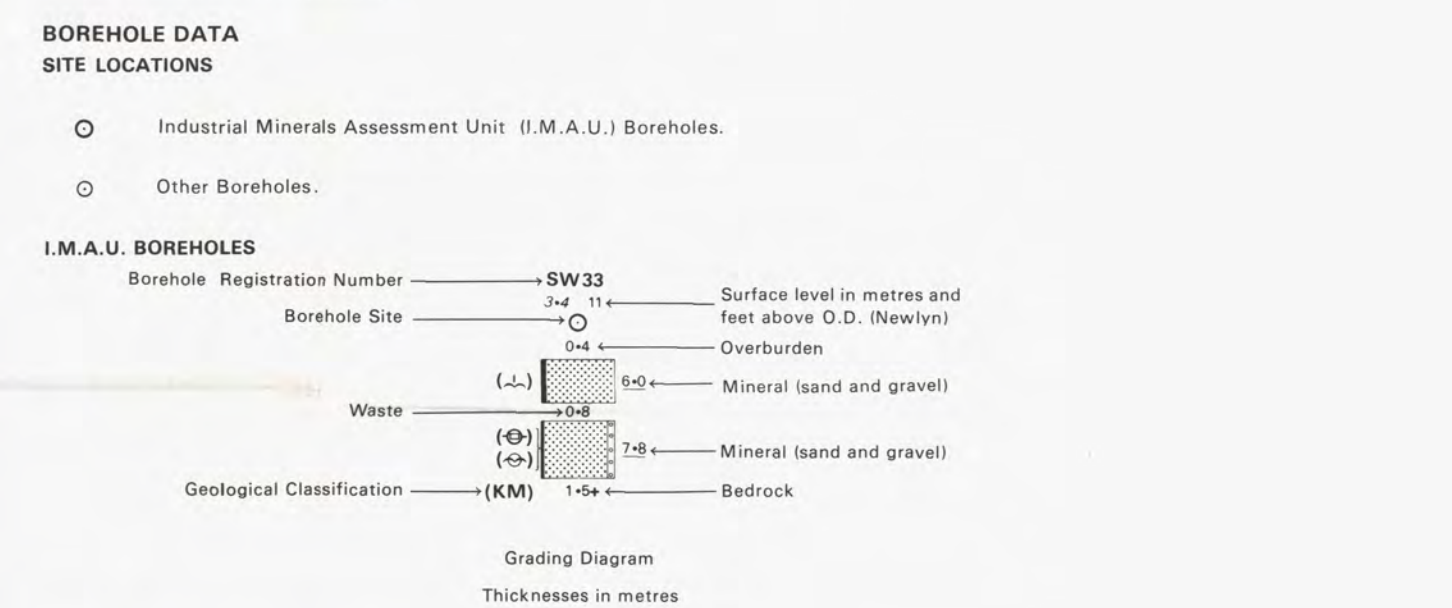 BOREHOLE DATA
SITE LOCATIONS
Industrial Minerals Assessment Unit (I.M.A.U.) Boreholes.
Other Boreholes.
I.M.A.U. BOREHOLES
Borehole Registration Number SW33
3•4 11 Surface level in metres and
feet above O.D. (Newlyn)
Borehole Site
0•4 Overburden
6•0 Mineral (sand and gravel)
Waste 0•8
7•8 Mineral (sand and gravel)
Geological Classification (KM) 1•5+ Bedrock
Grading Diagram
Thicknesses in metres